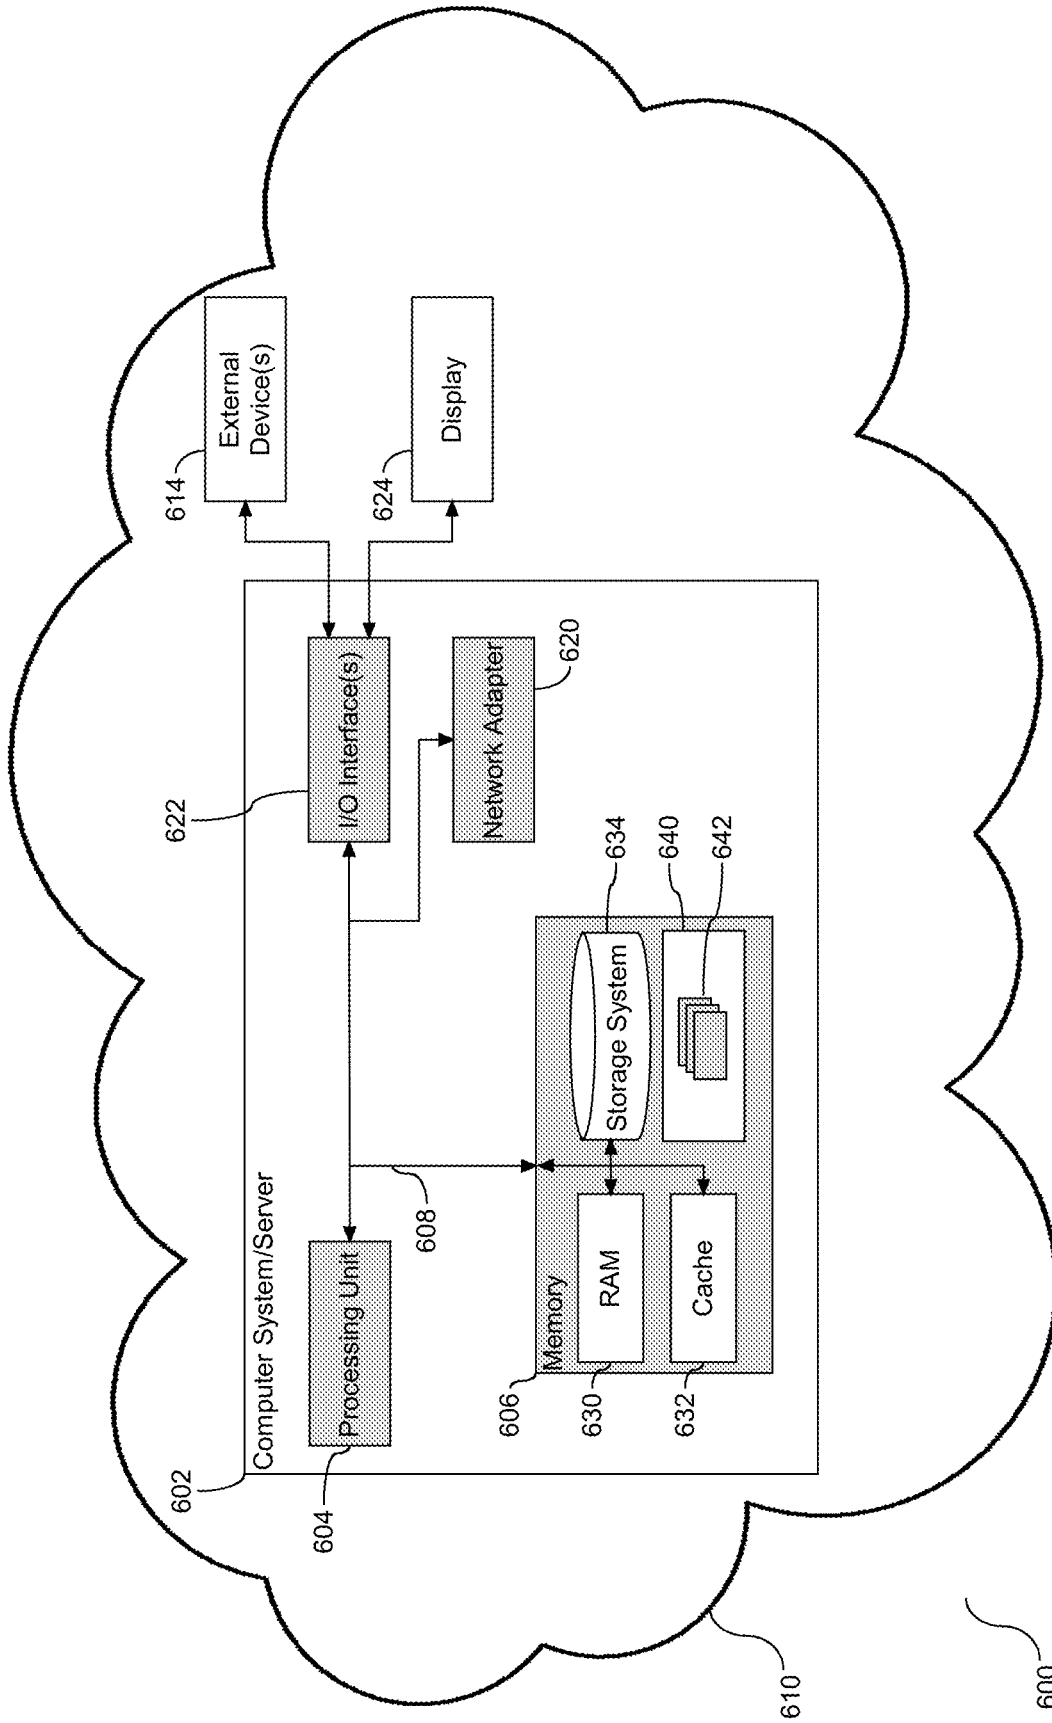 602
Computer System/Server
604
Processing Unit
608
622
I/O Interface(s)
614
External
Device(s)
624
Display
Network Adapter
620
606
Memory
630
RAM
632
Cache
Storage System
634
640
642
610
600